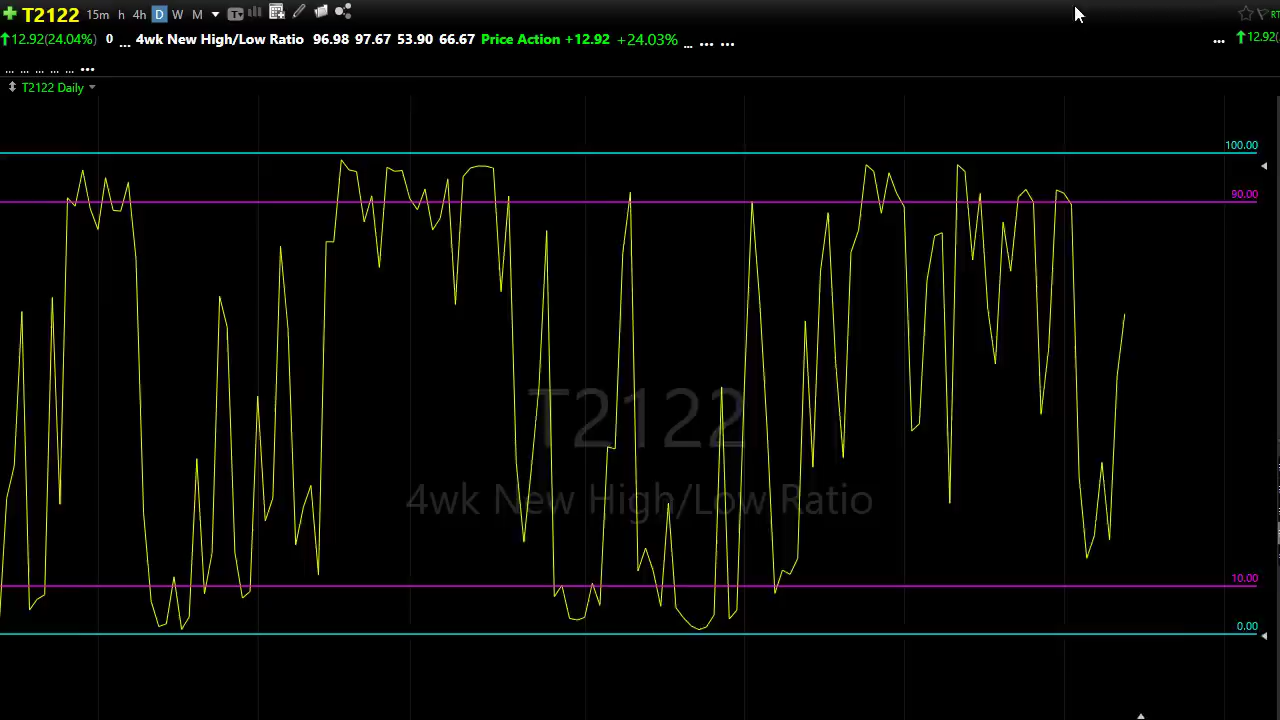 T2122 15m h 4h D W M T
12.92(24.04%) 0 ... 4wk New High/Low Ratio 96.98 97.67 53.90 66.67 Price Action +12.92 +24.03% ... ... ... ... 12.92(
... ... ... ... ... ...
T2122 Daily
100.00
90.00
T2122
4wk New High/Low Ratio
10.00
0.00